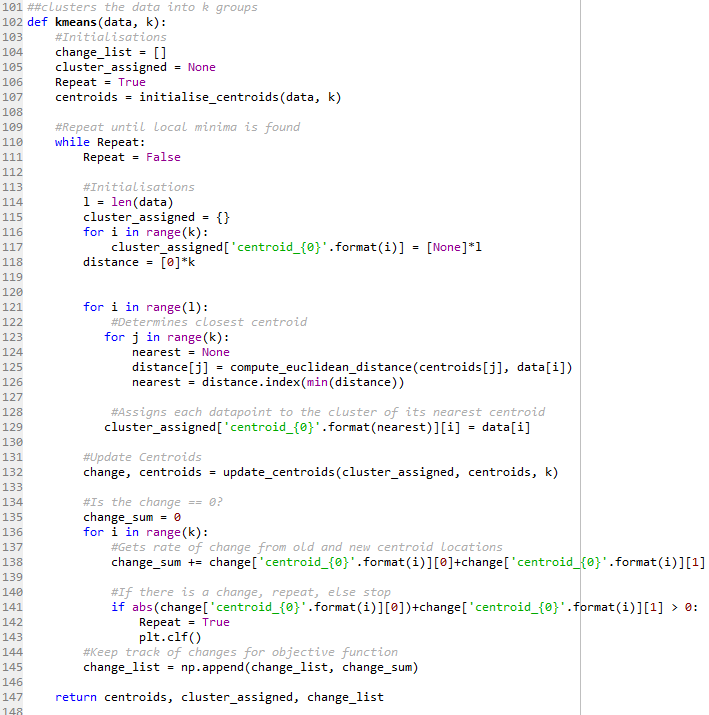 101 ##clusters the data into k groups
102 def kmeans(data, k):
103     #Initialisations
104     change_list = []
105     cluster_assigned = None
106     Repeat = True
107     centroids = initialise_centroids(data, k)
108
109     #Repeat until local minima is found
110     while Repeat:
111         Repeat = False
112
113         #Initialisations
114         l = len(data)
115         cluster_assigned = {}
116         for i in range(k):
117             cluster_assigned['centroid_{0}'.format(i)] = [None]*l
118         distance = [0]*k
119
120
121         for i in range(l):
122             #Determines closest centroid
123            for j in range(k):
124                nearest = None
125                distance[j] = compute_euclidean_distance(centroids[j], data[i])
126                nearest = distance.index(min(distance))
127
128             #Assigns each datapoint to the cluster of its nearest centroid
129            cluster_assigned['centroid_{0}'.format(nearest)][i] = data[i]
130
131         #Update Centroids
132         change, centroids = update_centroids(cluster_assigned, centroids, k)
133
134         #Is the change == 0?
135         change_sum = 0
136         for i in range(k):
137             #Gets rate of change from old and new centroid locations
138             change_sum += change['centroid_{0}'.format(i)][0]+change['centroid_{0}'.format(i)][1]
139
140             #If there is a change, repeat, else stop
141             if abs(change['centroid_{0}'.format(i)][0])+change['centroid_{0}'.format(i)][1] > 0:
142                 Repeat = True
143                 plt.clf()
144         #Keep track of changes for objective function
145         change_list = np.append(change_list, change_sum)
146
147     return centroids, cluster_assigned, change_list
148